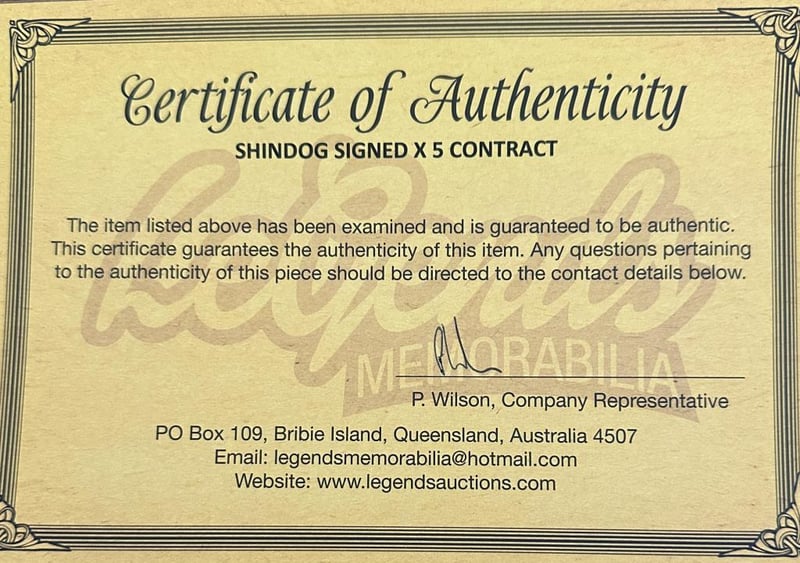 Certificate of Authenticity
SHINDOG SIGNED X 5 CONTRACT
The item listed above has been examined and is guaranteed to be authentic.
This certificate guarantees the authenticity of this item. Any questions pertaining
to the authenticity of this piece should be directed to the contact details below.
Legends
MEMORABILIA
P. Wilson, Company Representative
PO Box 109, Bribie Island, Queensland, Australia 4507
Email: legendsmemorabilia@hotmail.com
Website: www.legendsauctions.com